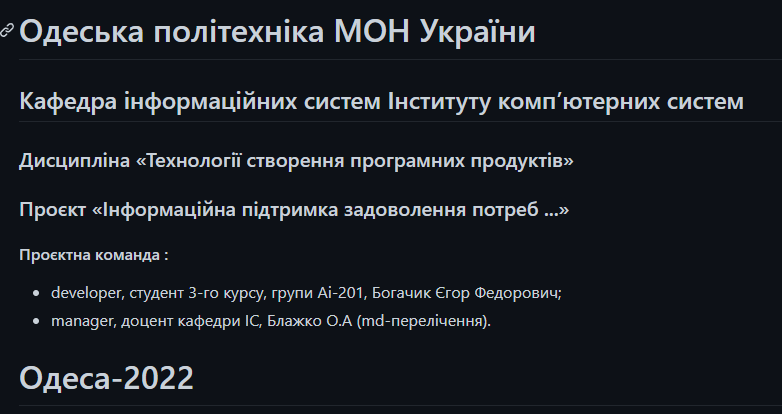 Одеська політехніка МОН України
Кафедра інформаційних систем Інституту комп’ютерних систем
Дисципліна «Технології створення програмних продуктів»
Проєкт «Інформаційна підтримка задоволення потреб ...»
Проєктна команда :
developer, студент 3-го курсу, групи Аі-201, Богачик Єгор Федорович;
manager, доцент кафедри ІС, Блажко О.А (md-перелічення).
Одеса-2022